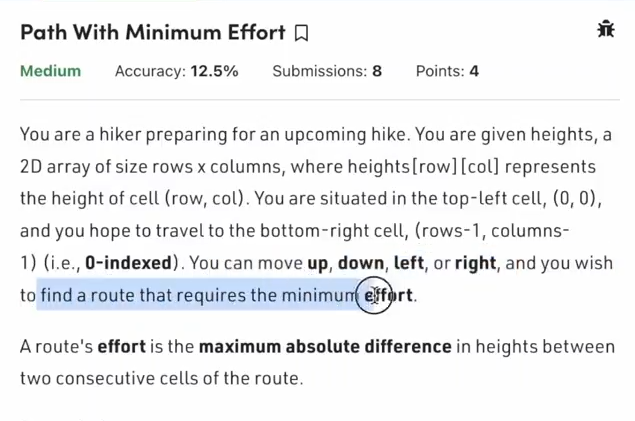 Path With Minimum Effort
Medium Accuracy: 12.5% Submissions: 8 Points: 4
You are a hiker preparing for an upcoming hike. You are given heights, a
2D array of size rows x columns, where heights[row][col] represents
the height of cell (row, col). You are situated in the top-left cell, (0, 0),
and you hope to travel to the bottom-right cell, (rows-1, columns-
1) (i.e., 0-indexed). You can move up, down, left, or right, and you wish
to find a route that requires the minimum effort.
A route's effort is the maximum absolute difference in heights between
two consecutive cells of the route.